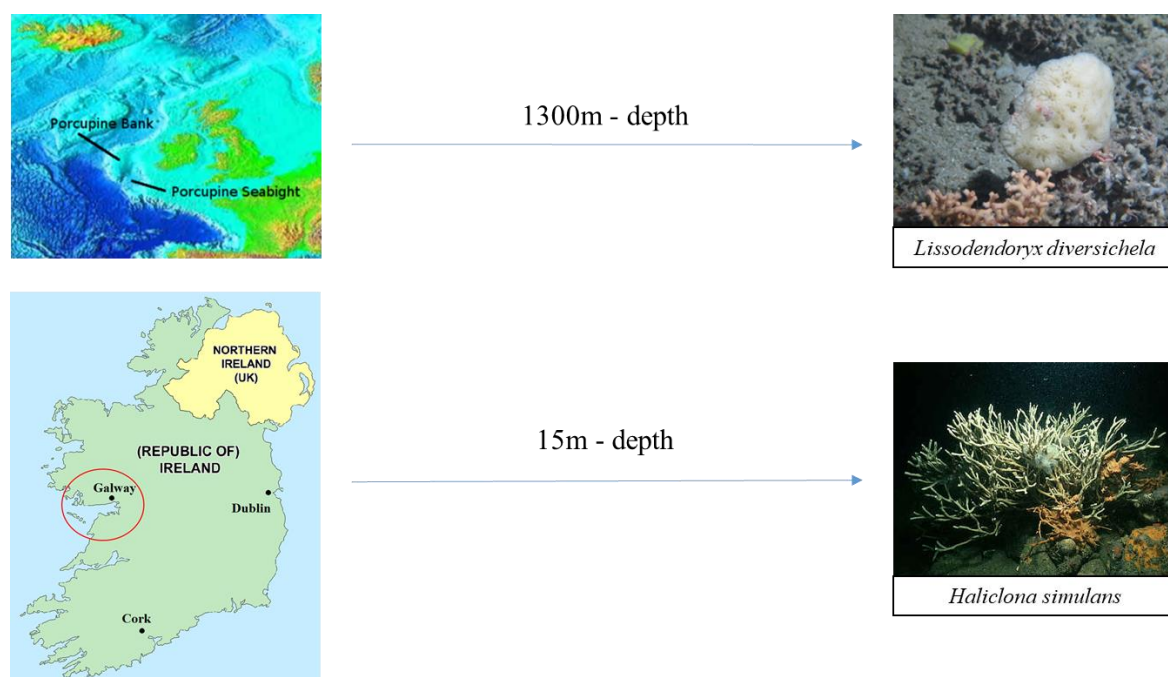 Porcupine Bank
Porcupine Seabight
1300m - depth
Lissodendoryx diversichela
NORTHERN
IRELAND
(UK)
(REPUBLIC OF)
IRELAND
Galway
Dublin
Cork
15m - depth
Haliclona simulans